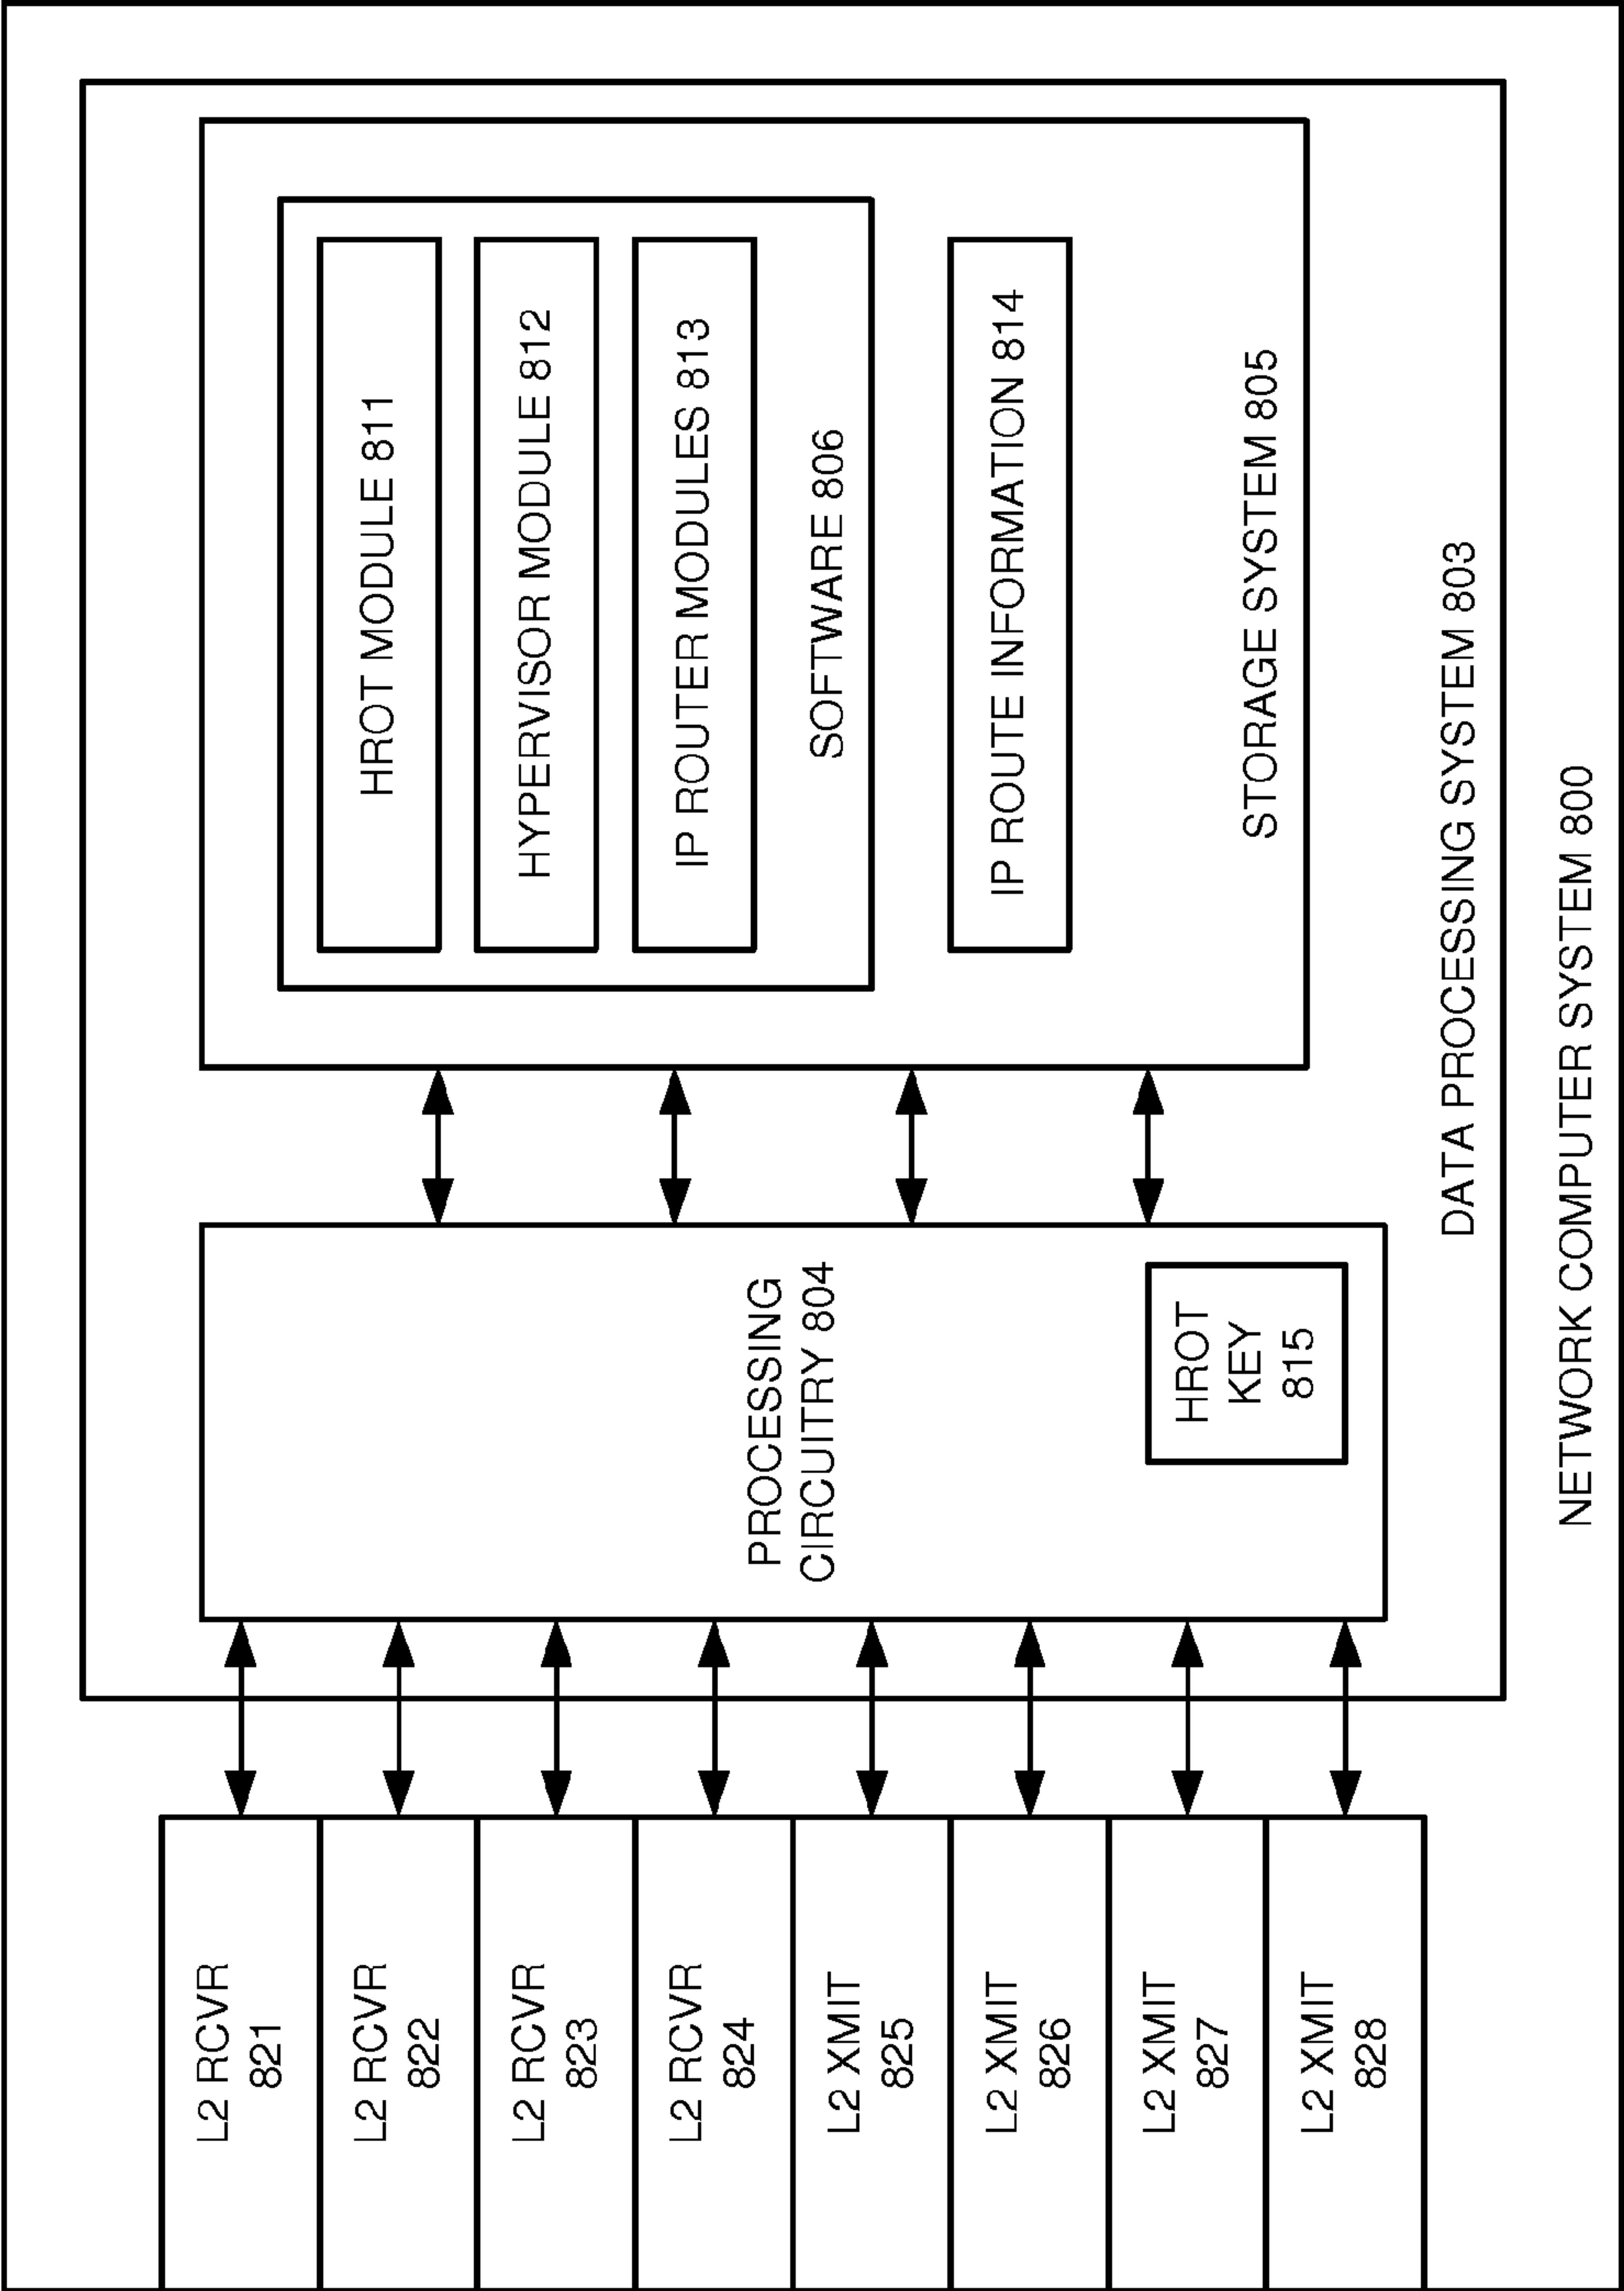 L2 RCVR
821
L2 RCVR
822
L2 RCVR
823
L2 RCVR
824
L2 XMIT
825
L2 XMIT
826
L2 XMIT
827
L2 XMIT
828
PROCESSING
CIRCUITRY 804
HROT
KEY
815
HROT MODULE 811
HYPERVISOR MODULE 812
IP ROUTER MODULES 813
SOFTWARE 806
IP ROUTE INFORMATION 814
STORAGE SYSTEM 805
DATA PROCESSING SYSTEM 803
NETWORK COMPUTER SYSTEM 800